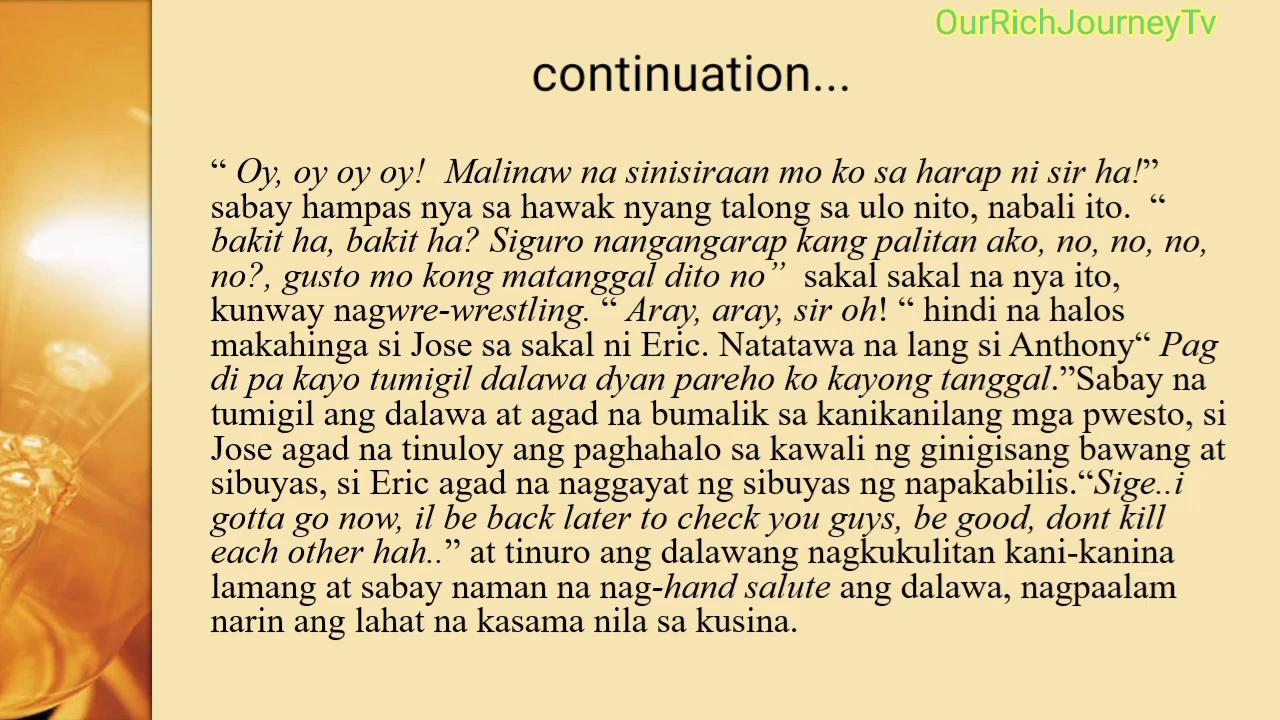 OurRichJourneyTv
continuation...
“ Oy, oy oy oy!  Malinaw na sinisiraan mo ko sa harap ni sir ha!”
sabay hampas nya sa hawak nyang talong sa ulo nito, nabali ito.  “
bakit ha, bakit ha? Siguro nangangarap kang palitan ako, no, no, no,
no?, gusto mo kong matanggal dito no”  sakal sakal na nya ito,
kunway nagwre-wrestling. “ Aray, aray, sir oh! “ hindi na halos
makahinga si Jose sa sakal ni Eric. Natatawa na lang si Anthony“ Pag
di pa kayo tumigil dalawa dyan pareho ko kayong tanggal.”Sabay na
tumigil ang dalawa at agad na bumalik sa kanikanilang mga pwesto, si
Jose agad na tinuloy ang paghahalo sa kawali ng ginigisang bawang at
sibuyas, si Eric agad na naggayat ng sibuyas ng napakabilis.“Sige..i
gotta go now, il be back later to check you guys, be good, dont kill
each other hah..” at tinuro ang dalawang nagkukulitan kani-kanina
lamang at sabay naman na nag-hand salute ang dalawa, nagpaalam
narin ang lahat na kasama nila sa kusina.